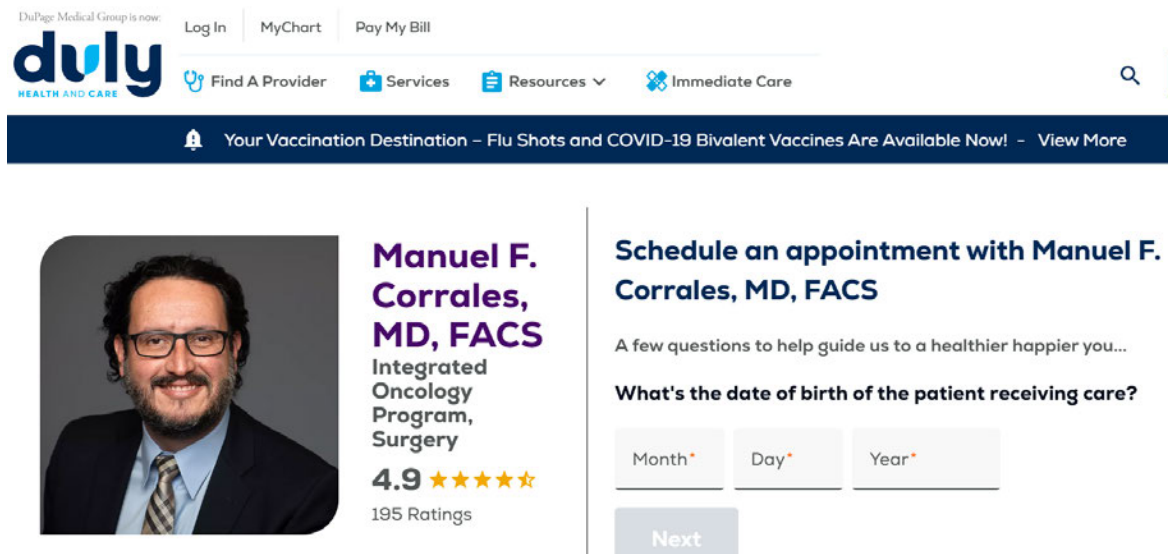 DuPage Medical Group is now:
duly
HEALTH AND CARE
Log In MyChart Pay My Bill
Find A Provider Services Resources Immediate Care
Your Vaccination Destination – Flu Shots and COVID-19 Bivalent Vaccines Are Available Now! - View More
Manuel F.
Corrales,
MD, FACS
Integrated
Oncology
Program,
Surgery
4.9
195 Ratings
Schedule an appointment with Manuel F.
Corrales, MD, FACS
A few questions to help guide us to a healthier happier you...
What's the date of birth of the patient receiving care?
Month* Day* Year*
Next